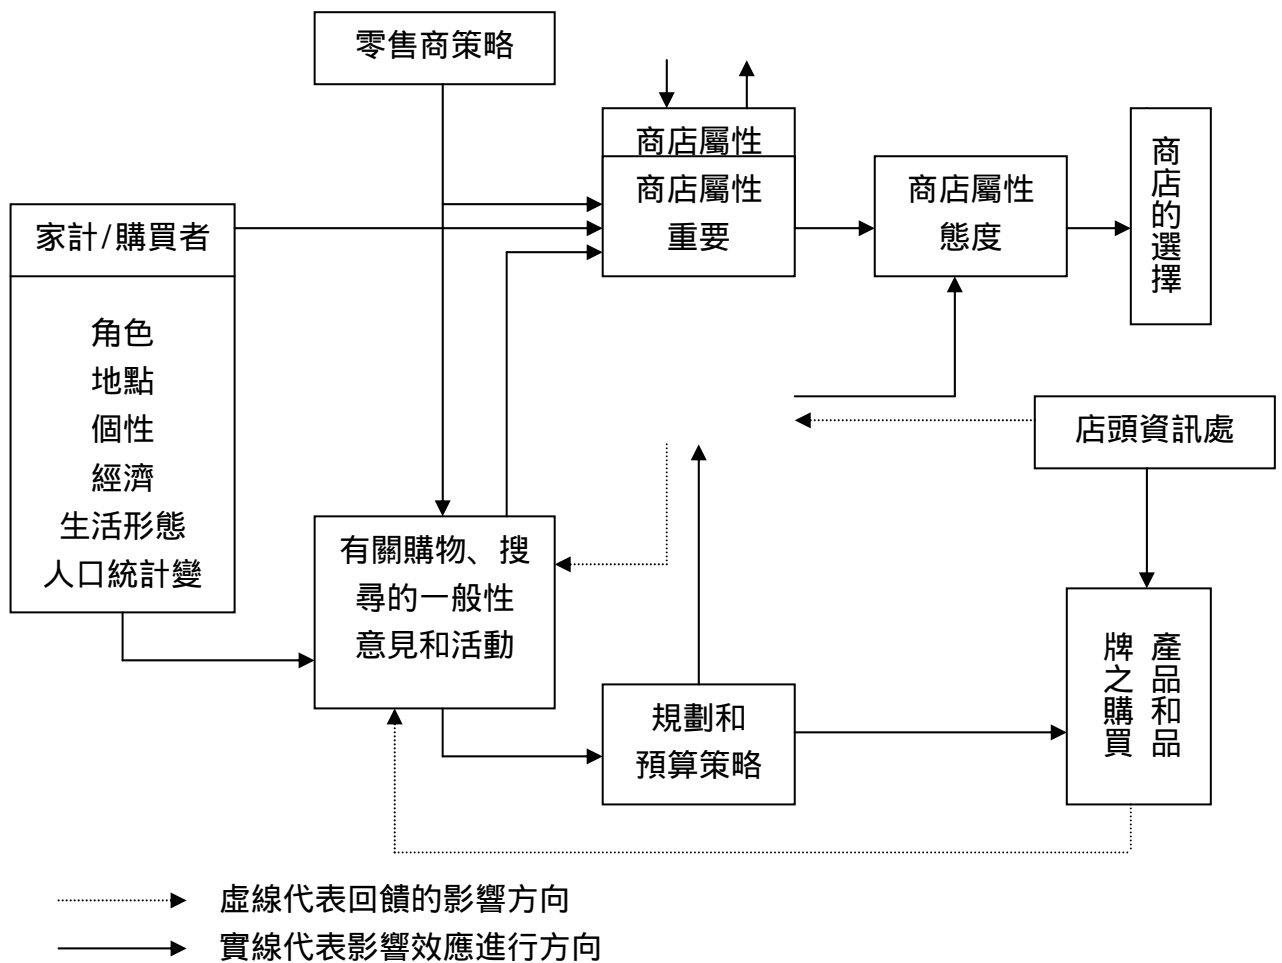 零售商策略
商店屬性
商店屬性
重要
商店屬性
態度
商店的選擇
家計/購買者
角色
地點
個性
經濟
生活形態
人口統計變
店頭資訊處
有關購物、搜
尋的一般性
意見和活動
規劃和
預算策略
產品和品
牌之購買
虛線代表回饋的影響方向
實線代表影響效應進行方向